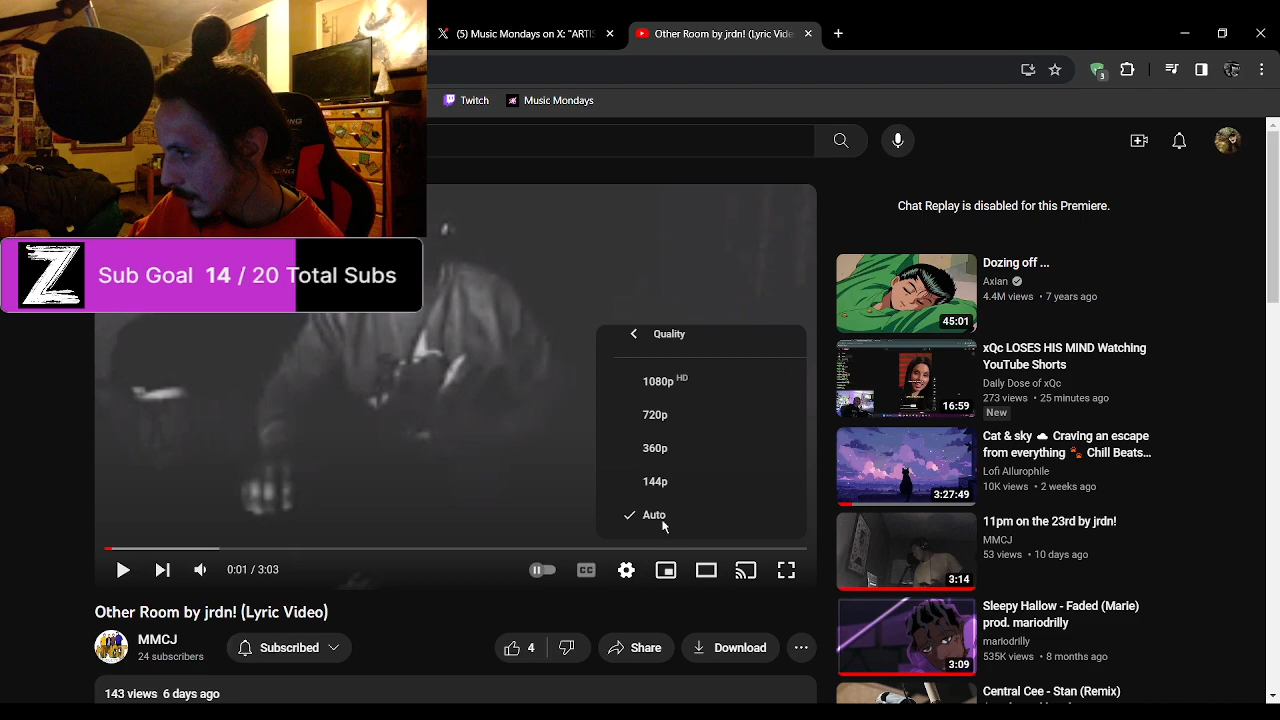 (5) Music Mondays on X: "ARTIS
Other Room by jrdn! (Lyric Vide
3
Twitch
Music Mondays
Sub Goal 14 / 20 Total Subs
Quality
1080p HD
720p
360p
144p
Auto
0:01 / 3:03
CC
Other Room by jrdn! (Lyric Video)
MMCJ
24 subscribers
Subscribed
4
Share
Download
143 views 6 days ago
Chat Replay is disabled for this Premiere.
45:01
Dozing off ...
Axian
4.4M views • 7 years ago
16:59
xQc LOSES HIS MIND Watching
YouTube Shorts
Daily Dose of xQc
273 views • 25 minutes ago
New
3:27:49
Cat & sky ☁️ Craving an escape
from everything 🐾 Chill Beats...
Lofi Ailurophile
10K views • 2 weeks ago
3:14
11pm on the 23rd by jrdn!
MMCJ
53 views • 10 days ago
3:09
Sleepy Hallow - Faded (Marie)
prod. mariodrilly
mariodrilly
535K views • 8 months ago
Central Cee - Stan (Remix)